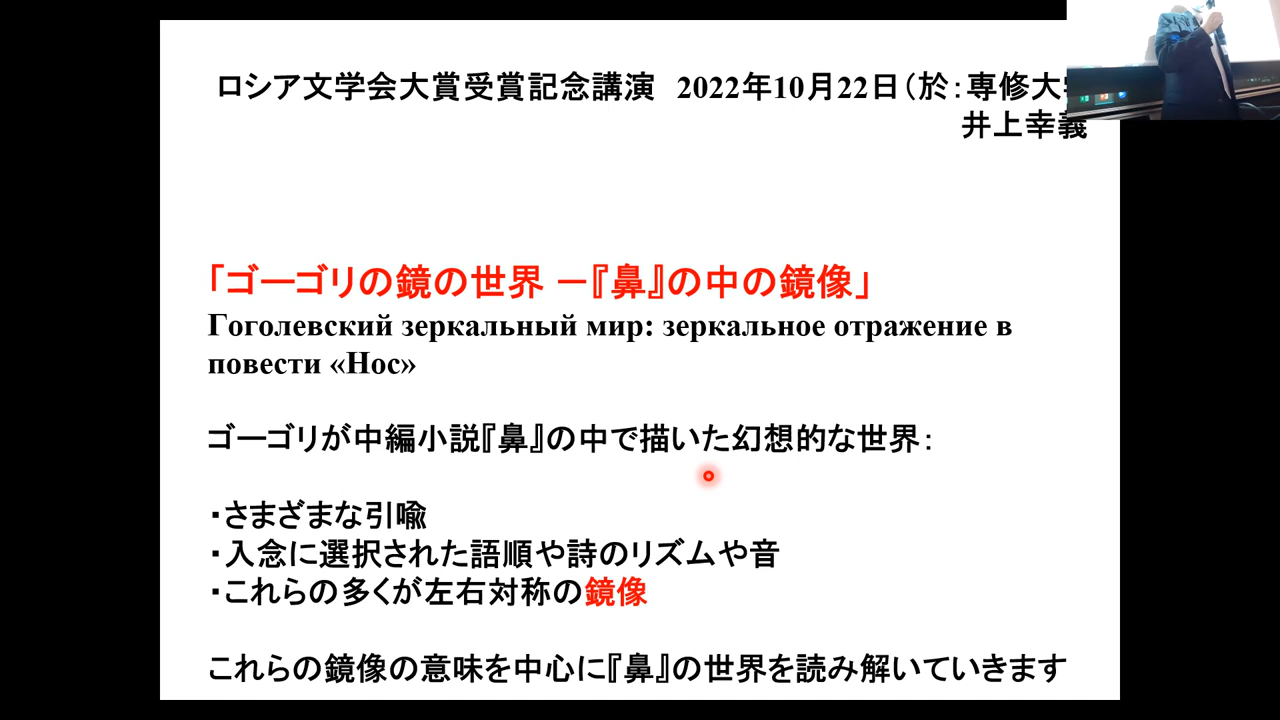 ロシア文学会大賞受賞記念講演 2022年10月22日（於：専修大
井上幸義
「ゴーゴリの鏡の世界 －『鼻』の中の鏡像」
Гоголевский зеркальный мир: зеркальное отражение в
повести «Нос»
ゴーゴリが中編小説『鼻』の中で描いた幻想的な世界：
・さまざまな引喩
・入念に選択された語順や詩のリズムや音
・これらの多くが左右対称の鏡像
これらの鏡像の意味を中心に『鼻』の世界を読み解いていきます